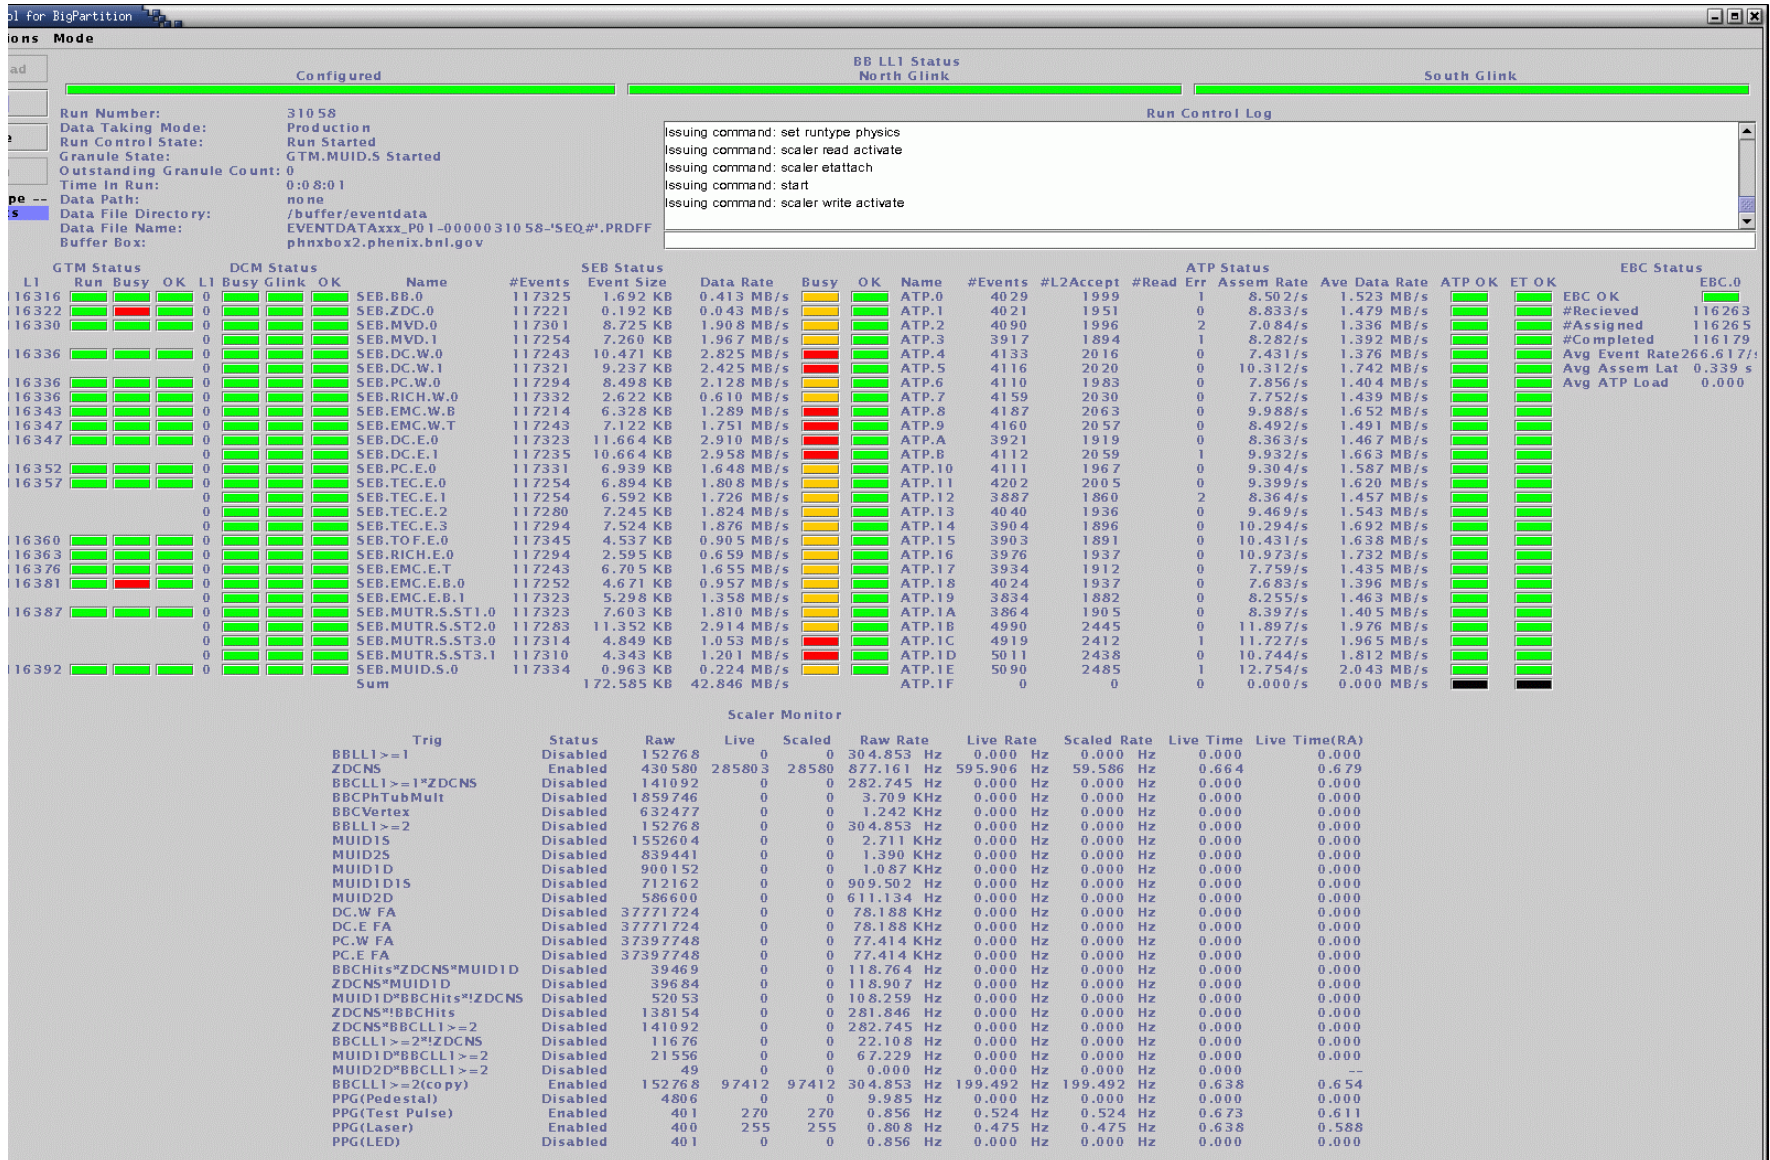 ol for BigPartition
ions Mode
ad
BB LL1 Status
Configured North Glink South Glink
Run Number: 31058
Data Taking Mode: Production
Run Control State: Run Started
Granule State: GTM.MUID.S Started
Outstanding Granule Count: 0
Time In Run: 0:08:01
pe -- Data Path: none
Data File Directory: /buffer/eventdata
Data File Name: EVENTDATAxxx_P01-0000031058-'SEQ#'.PRDFF
Buffer Box: phnxbox2.phenix.bnl.gov
Run Control Log
Issuing command: set runtype physics
Issuing command: scaler read activate
Issuing command: scaler etattach
Issuing command: start
Issuing command: scaler write activate
GTM Status DCM Status SEB Status ATP Status EBC Status
L1 Run Busy OK L1 Busy Glink OK Name #Events Event Size Data Rate Busy OK Name #Events #L2Accept #Read Err Assem Rate Ave Data Rate ATP OK ET OK EBC.0
116316 0 SEB.BB.0 117325 1.692 KB 0.413 MB/s ATP.0 4029 1999 1 8.502/s 1.523 MB/s EBC OK
116322 0 SEB.ZDC.0 117221 0.192 KB 0.043 MB/s ATP.1 4021 1951 0 8.833/s 1.479 MB/s #Recieved 116263
116330 0 SEB.MVD.0 117301 8.725 KB 1.908 MB/s ATP.2 4090 1996 2 7.084/s 1.336 MB/s #Assigned 116265
0 SEB.MVD.1 117254 7.260 KB 1.967 MB/s ATP.3 3917 1894 1 8.282/s 1.392 MB/s #Completed 116179
116336 0 SEB.DC.W.0 117243 10.471 KB 2.825 MB/s ATP.4 4133 2016 0 7.431/s 1.376 MB/s Avg Event Rate 266.617/s
0 SEB.DC.W.1 117321 9.237 KB 2.425 MB/s ATP.5 4116 2020 0 10.312/s 1.742 MB/s Avg Assem Lat 0.339 s
116336 0 SEB.PC.W.0 117294 8.498 KB 2.128 MB/s ATP.6 4110 1983 0 7.856/s 1.404 MB/s Avg ATP Load 0.000
116336 0 SEB.RICH.W.0 117332 2.622 KB 0.610 MB/s ATP.7 4159 2030 0 7.752/s 1.439 MB/s
116343 0 SEB.EMC.W.B 117214 6.328 KB 1.289 MB/s ATP.8 4187 2063 0 9.988/s 1.652 MB/s
116347 0 SEB.EMC.W.T 117243 7.122 KB 1.751 MB/s ATP.9 4160 2057 0 8.492/s 1.491 MB/s
116347 0 SEB.DC.E.0 117323 11.664 KB 2.910 MB/s ATP.A 3921 1919 0 8.363/s 1.467 MB/s
0 SEB.DC.E.1 117235 10.664 KB 2.958 MB/s ATP.B 4112 2059 1 9.932/s 1.663 MB/s
116352 0 SEB.PC.E.0 117331 6.939 KB 1.648 MB/s ATP.10 4111 1967 0 9.304/s 1.587 MB/s
116357 0 SEB.TEC.E.0 117254 6.894 KB 1.808 MB/s ATP.11 4202 2005 0 9.399/s 1.620 MB/s
0 SEB.TEC.E.1 117254 6.592 KB 1.726 MB/s ATP.12 3887 1860 2 8.364/s 1.457 MB/s
0 SEB.TEC.E.2 117280 7.245 KB 1.824 MB/s ATP.13 4040 1936 0 9.469/s 1.543 MB/s
0 SEB.TEC.E.3 117294 7.524 KB 1.876 MB/s ATP.14 3904 1896 0 10.294/s 1.692 MB/s
116360 0 SEB.TOF.E.0 117345 4.537 KB 0.905 MB/s ATP.15 3903 1891 0 10.431/s 1.638 MB/s
116363 0 SEB.RICH.E.0 117294 2.595 KB 0.659 MB/s ATP.16 3976 1937 0 10.973/s 1.732 MB/s
116376 0 SEB.EMC.E.T 117243 6.705 KB 1.655 MB/s ATP.17 3934 1912 0 7.759/s 1.435 MB/s
116381 0 SEB.EMC.E.B.0 117252 4.671 KB 0.957 MB/s ATP.18 4024 1937 0 7.683/s 1.396 MB/s
0 SEB.EMC.E.B.1 117323 5.298 KB 1.358 MB/s ATP.19 3834 1882 0 8.255/s 1.463 MB/s
116387 0 SEB.MUTR.S.ST1.0 117323 7.603 KB 1.810 MB/s ATP.1A 3864 1905 0 8.397/s 1.405 MB/s
0 SEB.MUTR.S.ST2.0 117283 11.352 KB 2.914 MB/s ATP.1B 4990 2445 0 11.897/s 1.976 MB/s
0 SEB.MUTR.S.ST3.0 117314 4.849 KB 1.053 MB/s ATP.1C 4919 2412 1 11.727/s 1.965 MB/s
0 SEB.MUTR.S.ST3.1 117310 4.343 KB 1.201 MB/s ATP.1D 5011 2438 0 10.744/s 1.812 MB/s
116392 0 SEB.MUID.S.0 117334 0.963 KB 0.224 MB/s ATP.1E 5090 2485 1 12.754/s 2.043 MB/s
Sum 172.585 KB 42.846 MB/s ATP.1F 0 0 0 0.000/s 0.000 MB/s
Scaler Monitor
Trig Status Raw Live Scaled Raw Rate Live Rate Scaled Rate Live Time Live Time(RA)
BBLL1>=1 Disabled 152768 0 0 304.853 Hz 0.000 Hz 0.000 Hz 0.000 0.000
ZDCNS Enabled 430580 285803 28580 877.161 Hz 595.906 Hz 59.586 Hz 0.664 0.679
BBCLL1>=1*ZDCNS Disabled 141092 0 0 282.745 Hz 0.000 Hz 0.000 Hz 0.000 0.000
BBCPhTubMult Disabled 1859746 0 0 3.709 KHz 0.000 Hz 0.000 Hz 0.000 0.000
BBCVertex Disabled 632477 0 0 1.242 KHz 0.000 Hz 0.000 Hz 0.000 0.000
BBLL1>=2 Disabled 152768 0 0 304.853 Hz 0.000 Hz 0.000 Hz 0.000 0.000
MUID1S Disabled 1552604 0 0 2.711 KHz 0.000 Hz 0.000 Hz 0.000 0.000
MUID2S Disabled 839441 0 0 1.390 KHz 0.000 Hz 0.000 Hz 0.000 0.000
MUID1D Disabled 900152 0 0 1.087 KHz 0.000 Hz 0.000 Hz 0.000 0.000
MUID1D1S Disabled 712162 0 0 909.502 Hz 0.000 Hz 0.000 Hz 0.000 0.000
MUID2D Disabled 586600 0 0 611.134 Hz 0.000 Hz 0.000 Hz 0.000 0.000
DC.W FA Disabled 37771724 0 0 78.188 KHz 0.000 Hz 0.000 Hz 0.000 0.000
DC.E FA Disabled 37771724 0 0 78.188 KHz 0.000 Hz 0.000 Hz 0.000 0.000
PC.W FA Disabled 37397748 0 0 77.414 KHz 0.000 Hz 0.000 Hz 0.000 0.000
PC.E FA Disabled 37397748 0 0 77.414 KHz 0.000 Hz 0.000 Hz 0.000 0.000
BBCHits*ZDCNS*MUID1D Disabled 39469 0 0 118.764 Hz 0.000 Hz 0.000 Hz 0.000 0.000
ZDCNS*MUID1D Disabled 39684 0 0 118.907 Hz 0.000 Hz 0.000 Hz 0.000 0.000
MUID1D*BBCHits*!ZDCNS Disabled 52053 0 0 108.259 Hz 0.000 Hz 0.000 Hz 0.000 0.000
ZDCNS*!BBCHits Disabled 138154 0 0 281.846 Hz 0.000 Hz 0.000 Hz 0.000 0.000
ZDCNS*BBCLL1>=2 Disabled 141092 0 0 282.745 Hz 0.000 Hz 0.000 Hz 0.000 0.000
BBCLL1>=2*!ZDCNS Disabled 11676 0 0 22.108 Hz 0.000 Hz 0.000 Hz 0.000 0.000
MUID1D*BBCLL1>=2 Disabled 21556 0 0 67.229 Hz 0.000 Hz 0.000 Hz 0.000 0.000
MUID2D*BBCLL1>=2 Disabled 49 0 0 0.000 Hz 0.000 Hz 0.000 Hz 0.000 --
BBCLL1>=2(copy) Enabled 152768 97412 97412 304.853 Hz 199.492 Hz 199.492 Hz 0.638 0.654
PPG(Pedestal) Disabled 4806 0 0 9.985 Hz 0.000 Hz 0.000 Hz 0.000 0.000
PPG(Test Pulse) Enabled 401 270 270 0.856 Hz 0.524 Hz 0.524 Hz 0.673 0.611
PPG(Laser) Enabled 400 255 255 0.808 Hz 0.475 Hz 0.475 Hz 0.638 0.588
PPG(LED) Disabled 401 0 0 0.856 Hz 0.000 Hz 0.000 Hz 0.000 0.000